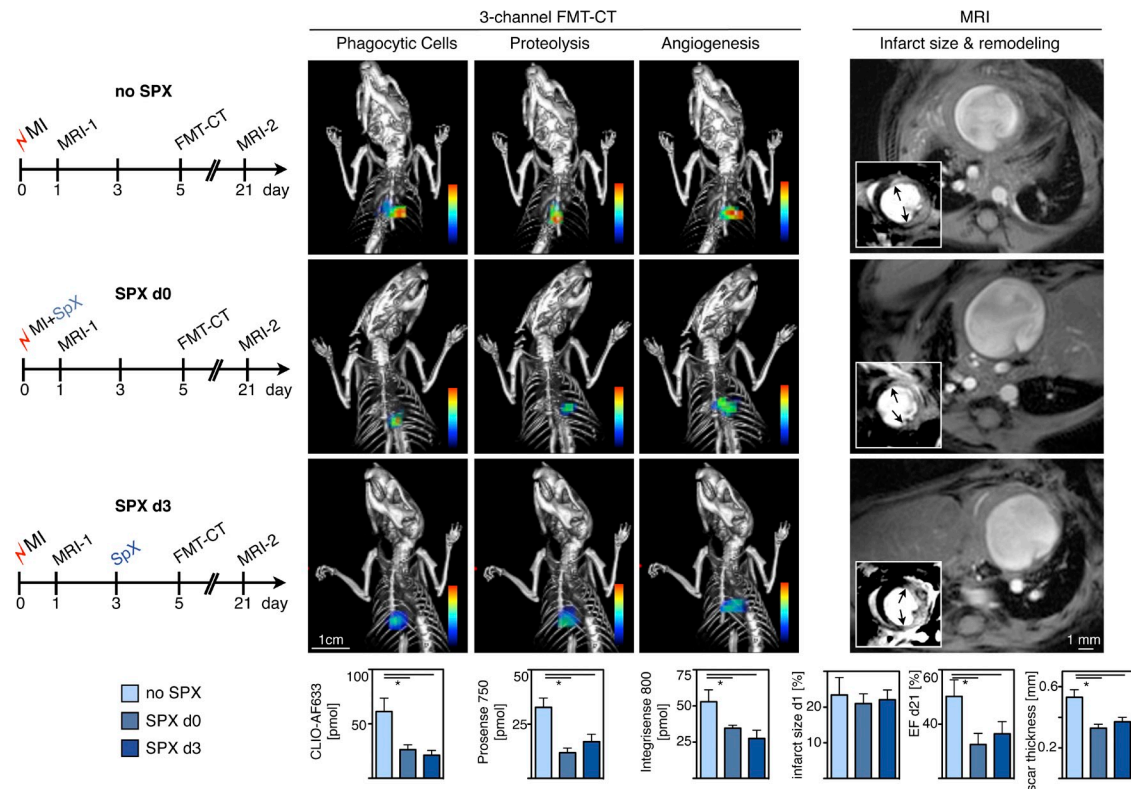 3-channel FMT-CT
MRI
Phagocytic Cells
Proteolysis
Angiogenesis
Infarct size & remodeling
no SPX
MI
MRI-1
FMT-CT
MRI-2
0 1 3 5 21 day
SPX d0
MI+SpX
MRI-1
FMT-CT
MRI-2
0 1 3 5 21 day
SPX d3
MI
MRI-1
SpX
FMT-CT
MRI-2
0 1 3 5 21 day
1cm
1 mm
no SPX
SPX d0
SPX d3
CLIO-AF633
[pmol]
100
50
*
Prosense 750
[pmol]
50
25
*
Integrisense 800
[pmol]
75
50
25
*
infarct size d1 [%]
20
EF d21 [%]
60
40
*
scar thickness [mm]
0.6
0.2
*